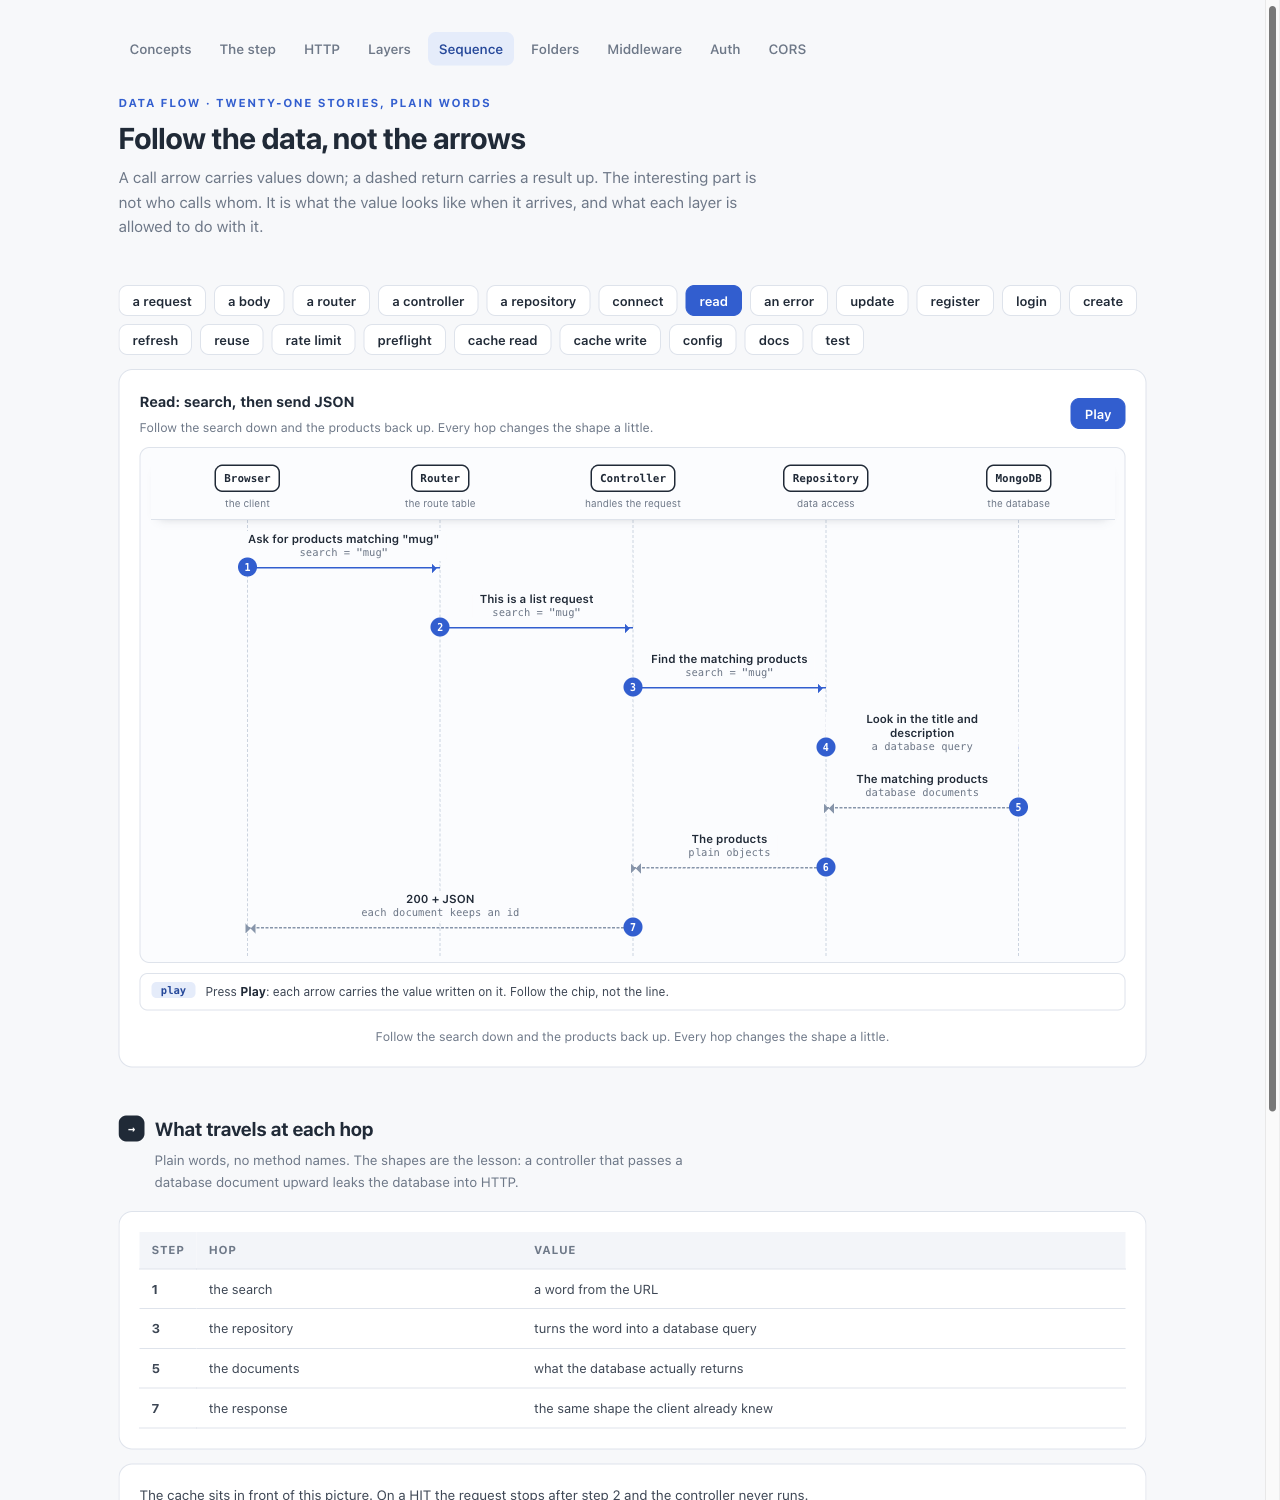 Concepts The step HTTP Layers Sequence Folders Middleware Auth CORS
DATA FLOW · TWENTY-ONE STORIES, PLAIN WORDS
Follow the data, not the arrows
A call arrow carries values down; a dashed return carries a result up. The interesting part is
not who calls whom. It is what the value looks like when it arrives, and what each layer is
allowed to do with it.
a request a body a router a controller a repository connect read an error update register login create
refresh reuse rate limit preflight cache read cache write config docs test
Read: search, then send JSON
Follow the search down and the products back up. Every hop changes the shape a little.
Play
Browser Router Controller Repository MongoDB
the client the route table handles the request data access the database
Ask for products matching "mug"
search = "mug"
1
This is a list request
search = "mug"
2
Find the matching products
search = "mug"
3
Look in the title and
description
a database query
4
The matching products
database documents
5
The products
plain objects
6
200 + JSON
each document keeps an id
7
play Press Play: each arrow carries the value written on it. Follow the chip, not the line.
Follow the search down and the products back up. Every hop changes the shape a little.
→ What travels at each hop
Plain words, no method names. The shapes are the lesson: a controller that passes a
database document upward leaks the database into HTTP.
STEP HOP VALUE
1 the search a word from the URL
3 the repository turns the word into a database query
5 the documents what the database actually returns
7 the response the same shape the client already knew
The cache sits in front of this picture. On a HIT the request stops after step 2 and the controller never runs.